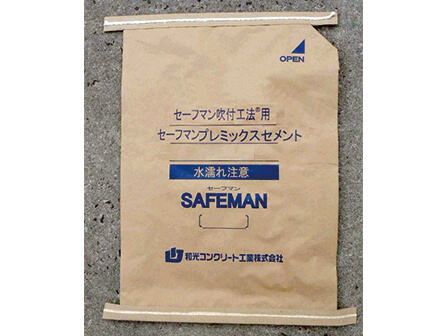 OPEN
セーフマン吹付工法®用
セーフマンプレミックスセメント
水濡れ注意
セーフマン
SAFEMAN
和光コンクリート工業株式会社